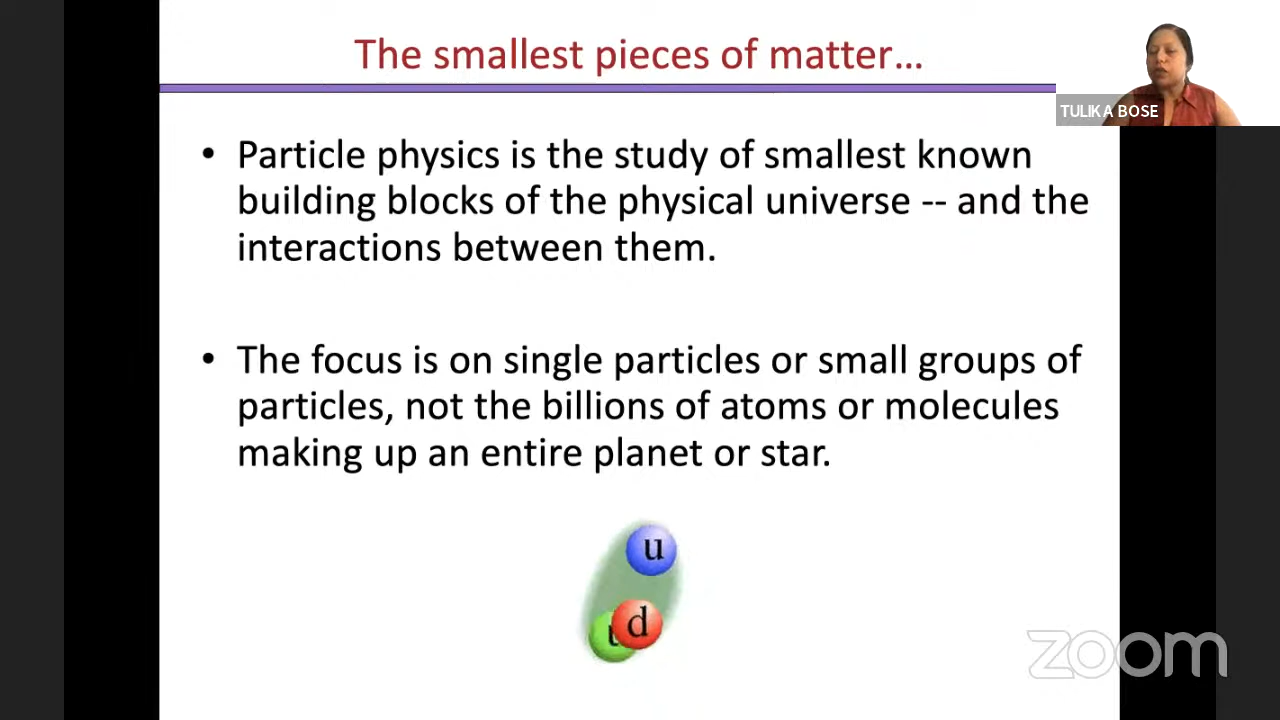 The smallest pieces of matter…
TULIKA BOSE
• Particle physics is the study of smallest known
building blocks of the physical universe -- and the
interactions between them.
• The focus is on single particles or small groups of
particles, not the billions of atoms or molecules
making up an entire planet or star.
u
d
zoom